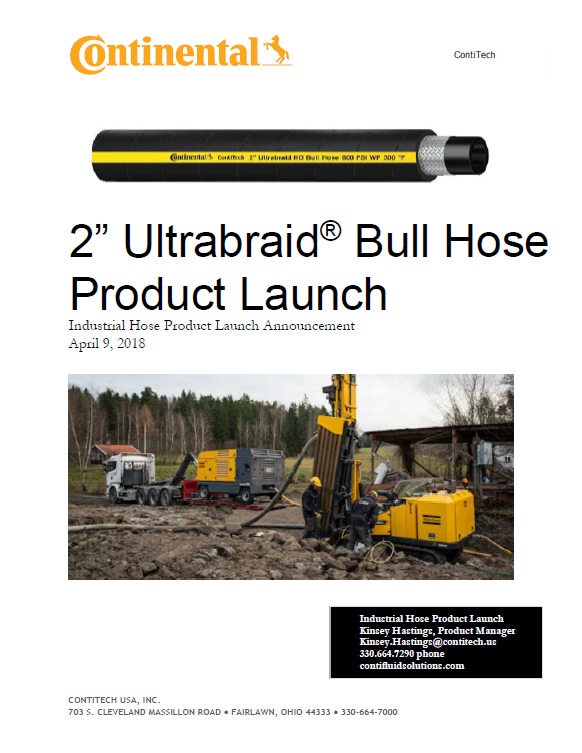 Continental
ContiTech
Continental ContiTech 2" Ultrabraid HD Bull Hose 800 PSI WP 300 °F
2” Ultrabraid® Bull Hose
Product Launch
Industrial Hose Product Launch Announcement
April 9, 2018
Industrial Hose Product Launch
Kinsey Hastings, Product Manager
Kinsey.Hastings@contitech.us
330.664.7290 phone
contifluidsolutions.com
CONTITECH USA, INC.
703 S. CLEVELAND MASSILLON ROAD ● FAIRLAWN, OHIO 44333 ● 330-664-7000